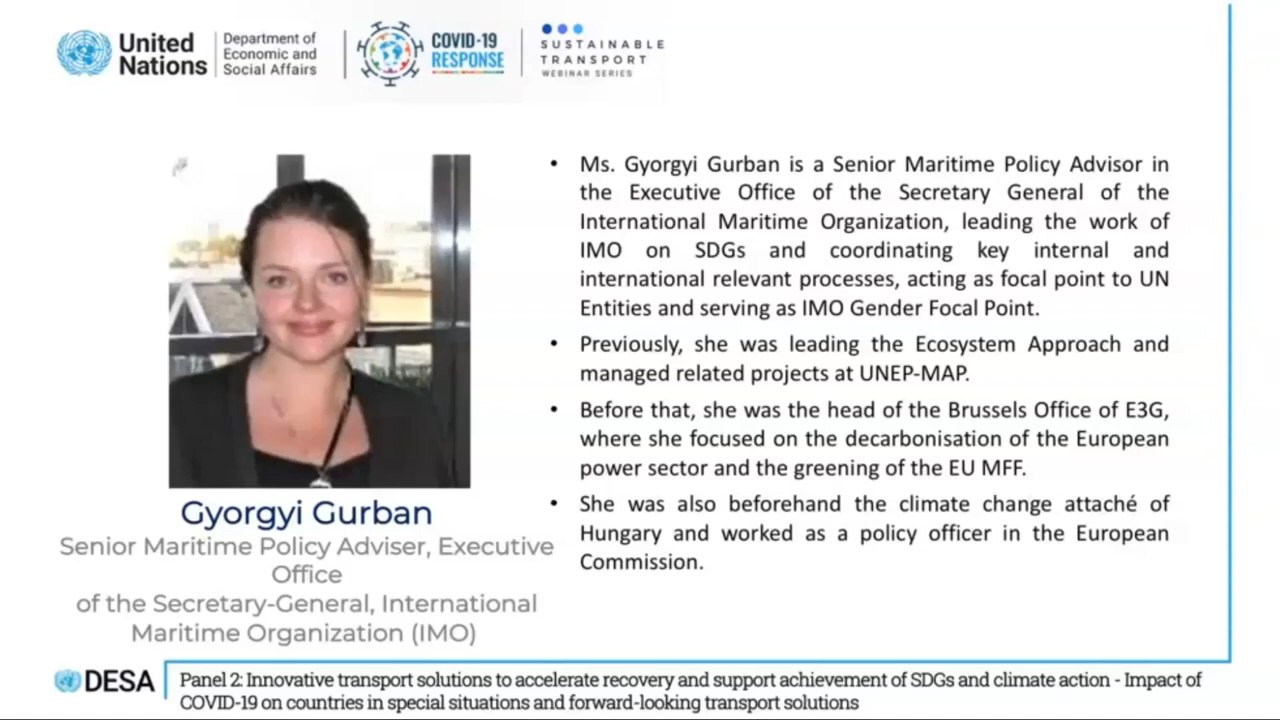 United
Nations
Department of
Economic and
Social Affairs
COVID-19
RESPONSE
SUSTAINABLE
TRANSPORT
WEBINAR SERIES
Gyorgyi Gurban
Senior Maritime Policy Adviser, Executive
Office
of the Secretary-General, International
Maritime Organization (IMO)
• Ms. Gyorgyi Gurban is a Senior Maritime Policy Advisor in
the Executive Office of the Secretary General of the
International Maritime Organization, leading the work of
IMO on SDGs and coordinating key internal and
international relevant processes, acting as focal point to UN
Entities and serving as IMO Gender Focal Point.
• Previously, she was leading the Ecosystem Approach and
managed related projects at UNEP-MAP.
• Before that, she was the head of the Brussels Office of E3G,
where she focused on the decarbonisation of the European
power sector and the greening of the EU MFF.
• She was also beforehand the climate change attaché of
Hungary and worked as a policy officer in the European
Commission.
DESA
Panel 2: Innovative transport solutions to accelerate recovery and support achievement of SDGs and climate action - Impact of
COVID-19 on countries in special situations and forward-looking transport solutions